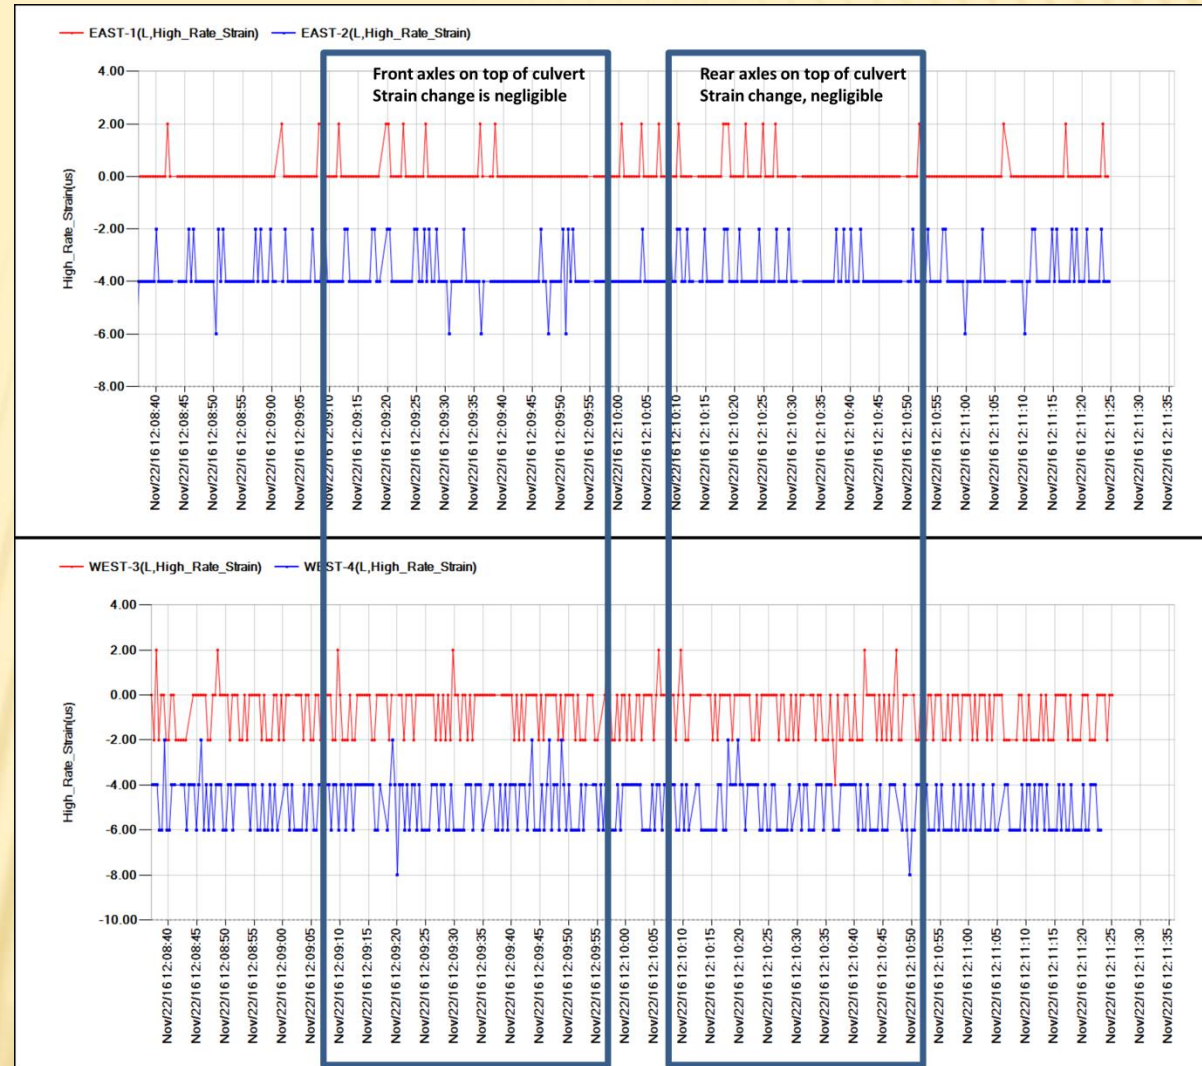 EAST-1(L,High_Rate_Strain) EAST-2(L,High_Rate_Strain)
Front axles on top of culvert
Strain change is negligible
Rear axles on top of culvert
Strain change, negligible
High_Rate_Strain(us)
4.00
2.00
0.00
-2.00
-4.00
-6.00
-8.00
Nov/22/16 12:08:40
Nov/22/16 12:08:45
Nov/22/16 12:08:50
Nov/22/16 12:08:55
Nov/22/16 12:09:00
Nov/22/16 12:09:05
Nov/22/16 12:09:10
Nov/22/16 12:09:15
Nov/22/16 12:09:20
Nov/22/16 12:09:25
Nov/22/16 12:09:30
Nov/22/16 12:09:35
Nov/22/16 12:09:40
Nov/22/16 12:09:45
Nov/22/16 12:09:50
Nov/22/16 12:09:55
Nov/22/16 12:10:00
Nov/22/16 12:10:05
Nov/22/16 12:10:10
Nov/22/16 12:10:15
Nov/22/16 12:10:20
Nov/22/16 12:10:25
Nov/22/16 12:10:30
Nov/22/16 12:10:35
Nov/22/16 12:10:40
Nov/22/16 12:10:45
Nov/22/16 12:10:50
Nov/22/16 12:10:55
Nov/22/16 12:11:00
Nov/22/16 12:11:05
Nov/22/16 12:11:10
Nov/22/16 12:11:15
Nov/22/16 12:11:20
Nov/22/16 12:11:25
Nov/22/16 12:11:30
Nov/22/16 12:11:35
WEST-3(L,High_Rate_Strain) WEST-4(L,High_Rate_Strain)
High_Rate_Strain(us)
4.00
2.00
0.00
-2.00
-4.00
-6.00
-8.00
-10.00
Nov/22/16 12:08:40
Nov/22/16 12:08:45
Nov/22/16 12:08:50
Nov/22/16 12:08:55
Nov/22/16 12:09:00
Nov/22/16 12:09:05
Nov/22/16 12:09:10
Nov/22/16 12:09:15
Nov/22/16 12:09:20
Nov/22/16 12:09:25
Nov/22/16 12:09:30
Nov/22/16 12:09:35
Nov/22/16 12:09:40
Nov/22/16 12:09:45
Nov/22/16 12:09:50
Nov/22/16 12:09:55
Nov/22/16 12:10:00
Nov/22/16 12:10:05
Nov/22/16 12:10:10
Nov/22/16 12:10:15
Nov/22/16 12:10:20
Nov/22/16 12:10:25
Nov/22/16 12:10:30
Nov/22/16 12:10:35
Nov/22/16 12:10:40
Nov/22/16 12:10:45
Nov/22/16 12:10:50
Nov/22/16 12:10:55
Nov/22/16 12:11:00
Nov/22/16 12:11:05
Nov/22/16 12:11:10
Nov/22/16 12:11:15
Nov/22/16 12:11:20
Nov/22/16 12:11:25
Nov/22/16 12:11:30
Nov/22/16 12:11:35